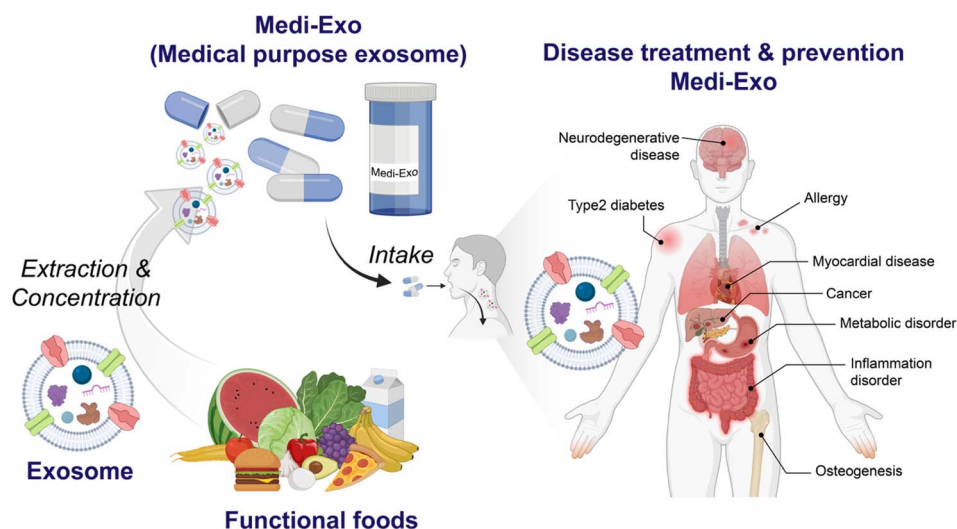 Medi-Exo
(Medical purpose exosome)
Medi-Exo
Extraction &
Concentration
Intake
Exosome
Functional foods
Disease treatment & prevention
Medi-Exo
Neurodegenerative
disease
Type2 diabetes
Allergy
Myocardial disease
Cancer
Metabolic disorder
Inflammation
disorder
Osteogenesis